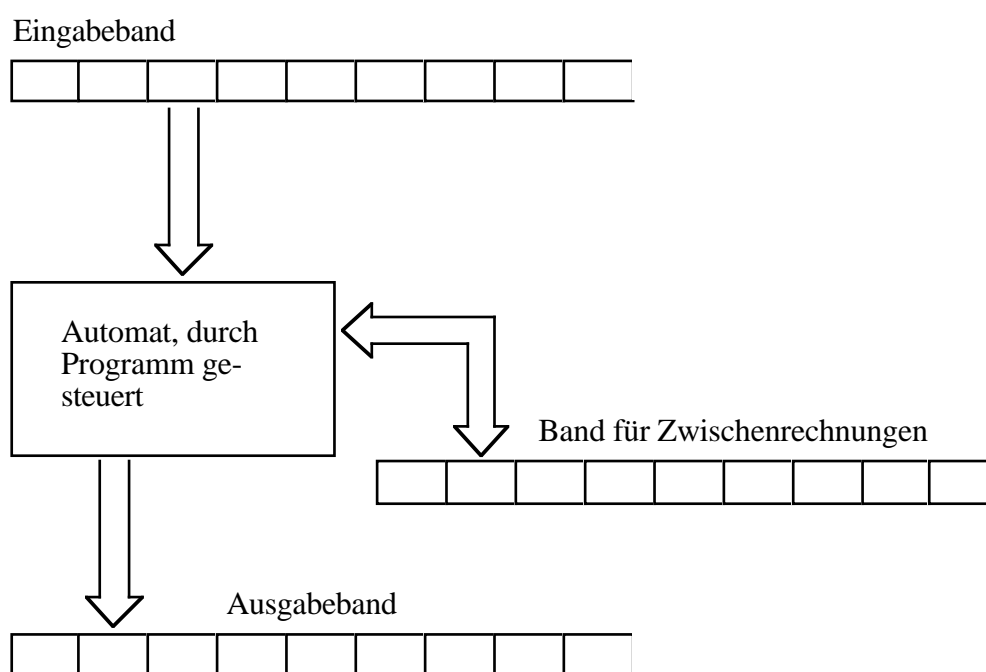 Eingabeband
Automat, durch
Programm ge-
steuert
Band für Zwischenrechnungen
Ausgabeband